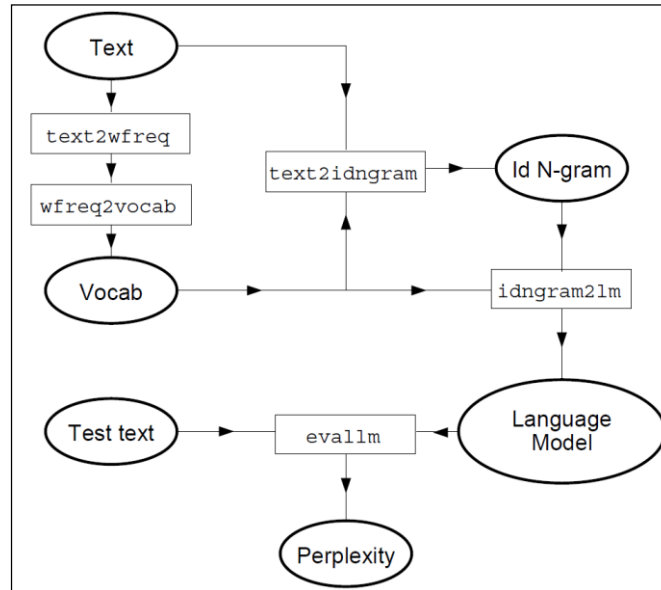 Text
text2wfreq
text2idngram
Id N-gram
wfreq2vocab
Vocab
idngram2lm
Test text
evallm
Language
Model
Perplexity